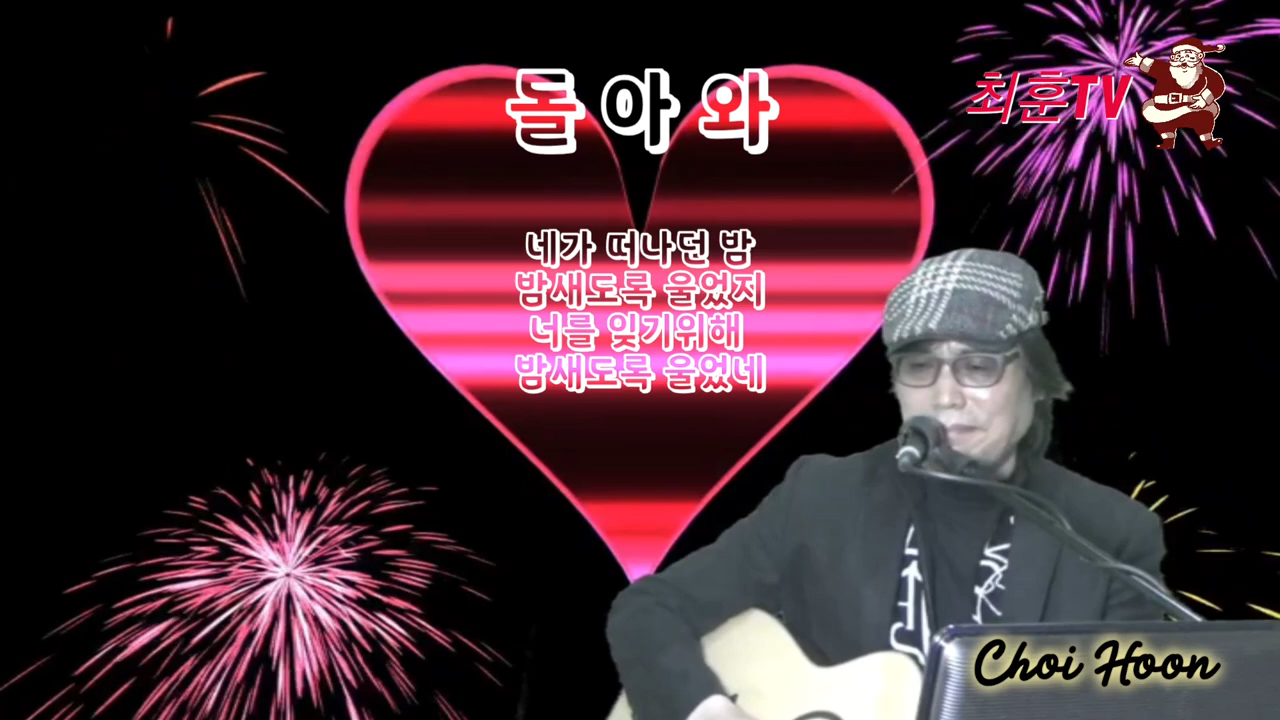 돌아와
최훈TV
네가 떠나던 밤
밤새도록 울었지
너를 잊기위해
밤새도록 울었네
Choi Hoon